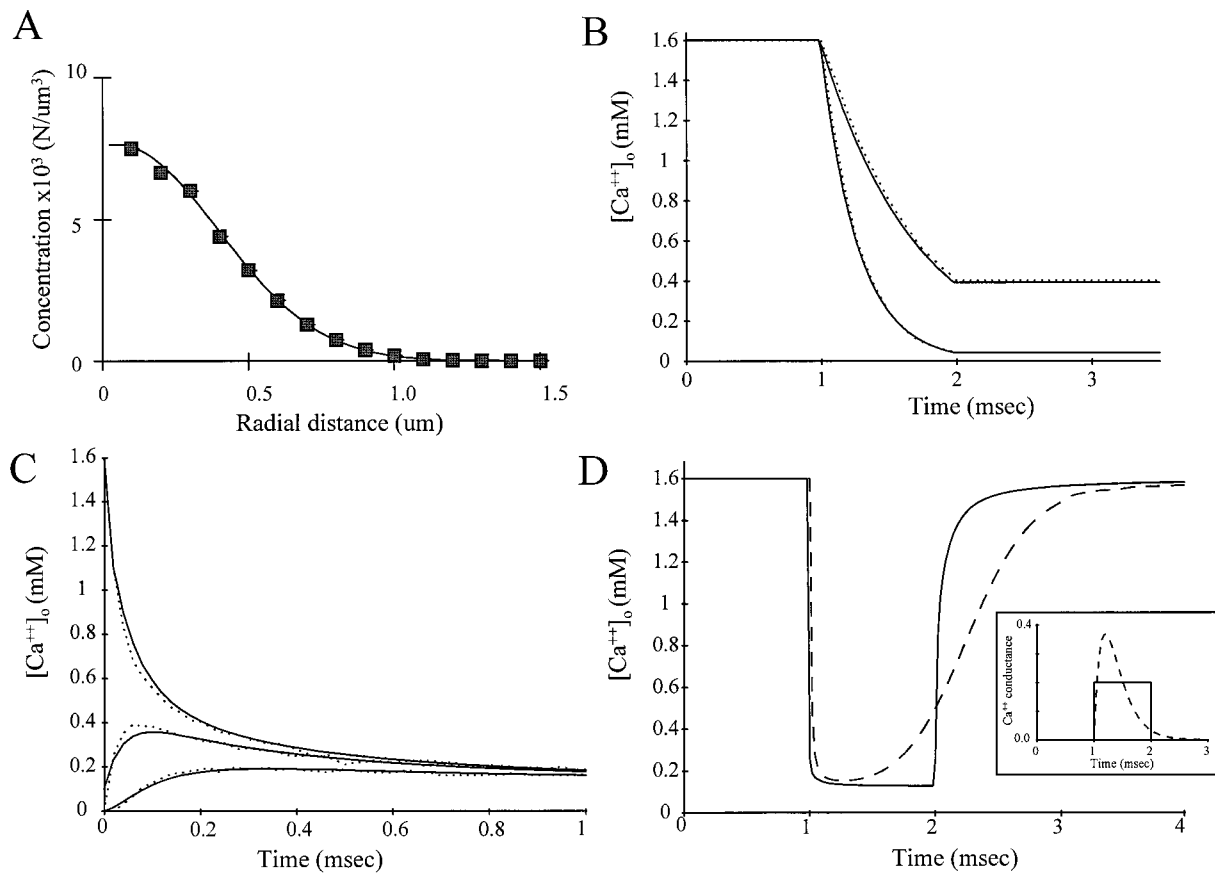 A
Concentration x10³ (N/um³)
10
5
0
0 0.5 1.0 1.5
Radial distance (um)
B
[Ca⁺⁺]ₒ (mM)
1.6
1.4
1.2
1
0.8
0.6
0.4
0.2
0
0 1 2 3
Time (msec)
C
[Ca⁺⁺]ₒ (mM)
1.6
1.4
1.2
1
0.8
0.6
0.4
0.2
0
0 0.2 0.4 0.6 0.8 1
Time (msec)
D
[Ca⁺⁺]ₒ (mM)
1.6
1.4
1.2
1
0.8
0.6
0.4
0.2
0
0 1 2 3 4
Time (msec)
Ca⁺⁺ conductance
0.4
0.0
0 1 2 3
Time (msec)